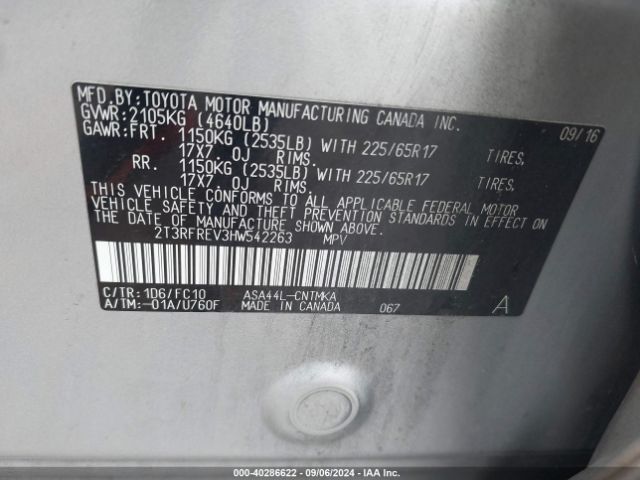 MFD.BY:TOYOTA MOTOR MANUFACTURING CANADA INC.
GVWR:2105KG (4640LB) 09/16
GAWR:FRT. 1150KG (2535LB) WITH 225/65R17 TIRES,
17X7.0J RIMS.
RR. 1150KG (2535LB) WITH 225/65R17 TIRES,
17X7.0J RIMS.
THIS VEHICLE CONFORMS TO ALL APPLICABLE FEDERAL MOTOR
VEHICLE SAFETY, BUMPER, AND THEFT PREVENTION STANDARDS IN EFFECT
ON THE DATE OF MANUFACTURE SHOWN ABOVE.
2T3RFREV3HW542263 MPV
C/TR:1D6/FC10 ASA44L-CNTMKA
A/TM:-01A/U760F MADE IN CANADA 067 A
000-40286622 - 09/06/2024 - IAA Inc.